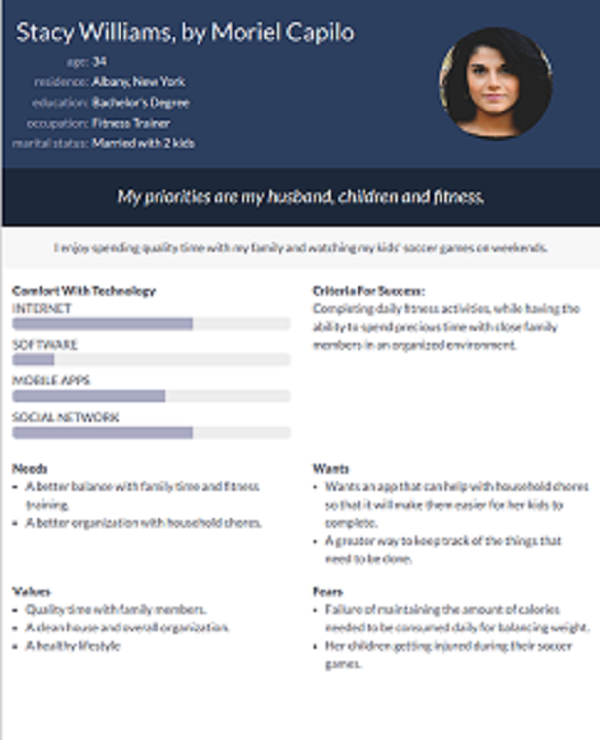 Stacy Williams, by Moriel Capilo
age: 34
residence: Albany, New York
education: Bachelor's Degree
occupation: Fitness Trainer
marital status: Married with 2 kids
My priorities are my husband, children and fitness.
I enjoy spending quality time with my family and watching my kids' soccer games on weekends.
Comfort With Technology
INTERNET
SOFTWARE
MOBILE APPS
SOCIAL NETWORK
Criteria For Success:
Completing daily fitness activities, while having the
ability to spend precious time with close family
members in an organized environment.
Needs
• A better balance with family time and fitness
training.
• A better organization with household chores.
Wants
• Wants an app that can help with household chores
so that it will make them easier for her kids to
complete.
• A greater way to keep track of the things that
need to be done.
Values
• Quality time with family members.
• A clean house and overall organization.
• A healthy lifestyle
Fears
• Failure of maintaining the amount of calories
needed to be consumed daily for balancing weight.
• Her children getting injured during their soccer
games.